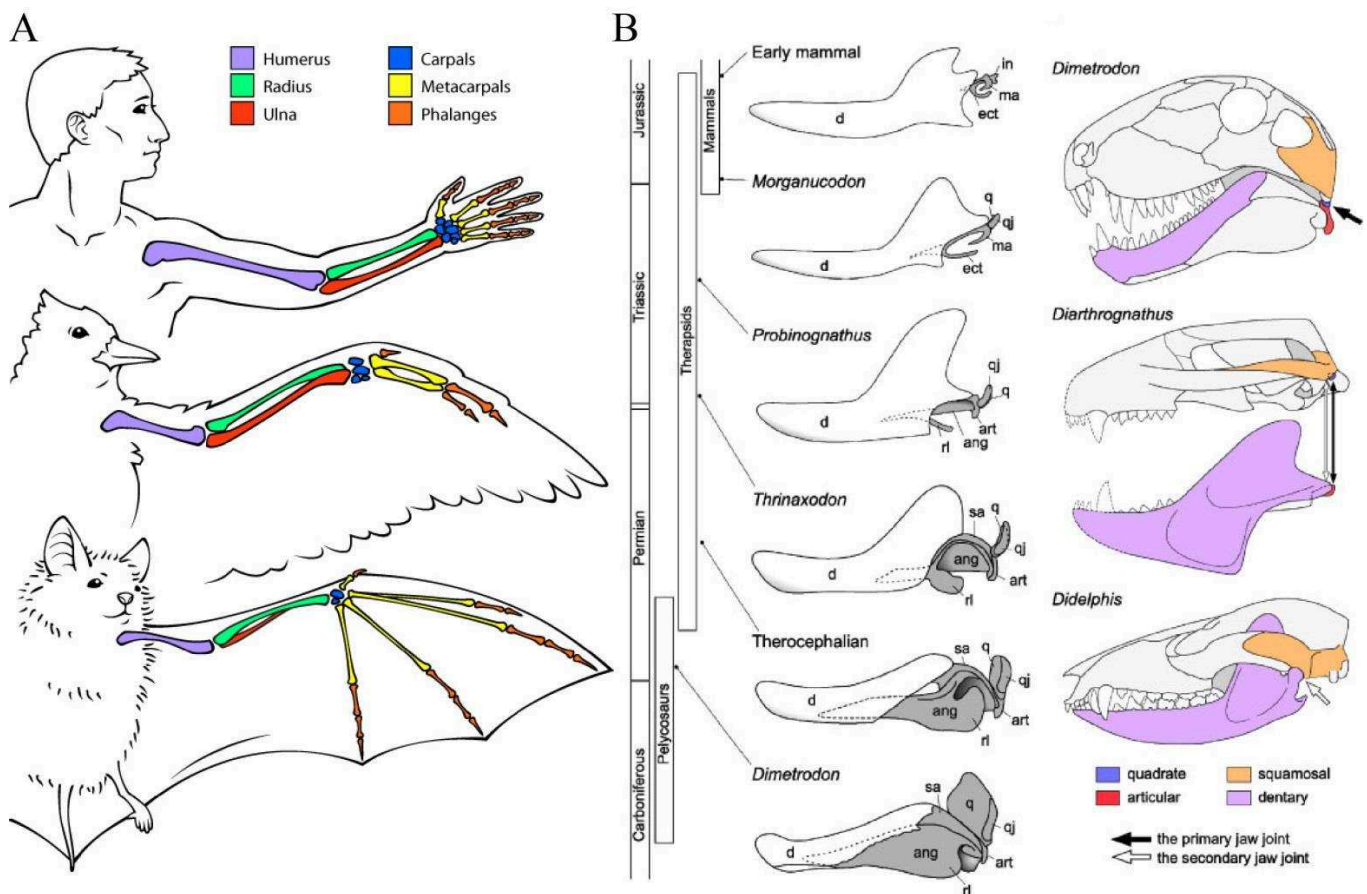 A
Humerus
Radius
Ulna
Carpals
Metacarpals
Phalanges
B
Jurassic
Triassic
Permian
Carboniferous
Mammals
Therapsids
Pelycosaurs
Early mammal
d
in
ma
ect
Morganucodon
d
q
qj
ma
ect
Probinognathus
d
qj
q
art
ang
rl
Thrinaxodon
d
sa
q
ang
qj
art
rl
Therocephalian
d
sa
q
qj
ang
art
rl
Dimetrodon
d
sa
q
qj
ang
art
rl
Dimetrodon
Diarthrognathus
Didelphis
quadrate
squamosal
articular
dentary
the primary jaw joint
the secondary jaw joint